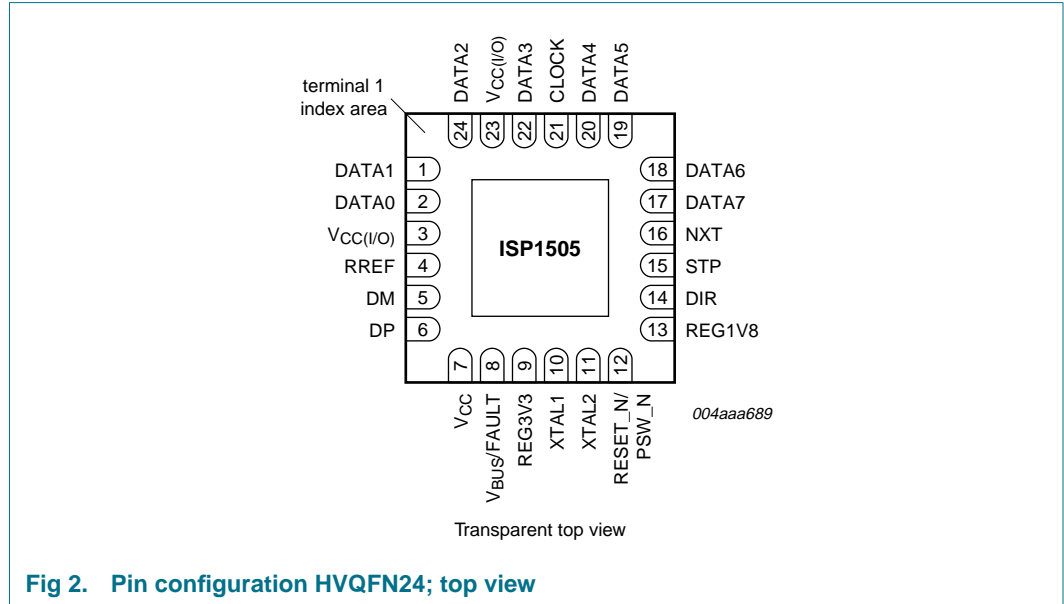 DATA2
VCC(I/O)
DATA3
CLOCK
DATA4
DATA5
terminal 1
index area
24
23
22
21
20
19
DATA1 1
DATA0 2
VCC(I/O) 3
RREF 4
DM 5
DP 6
ISP1505
18 DATA6
17 DATA7
16 NXT
15 STP
14 DIR
13 REG1V8
7
8
9
10
11
12
VCC
VBUS/FAULT
REG3V3
XTAL1
XTAL2
RESET_N/
PSW_N
004aaa689
Transparent top view
Fig 2. Pin configuration HVQFN24; top view